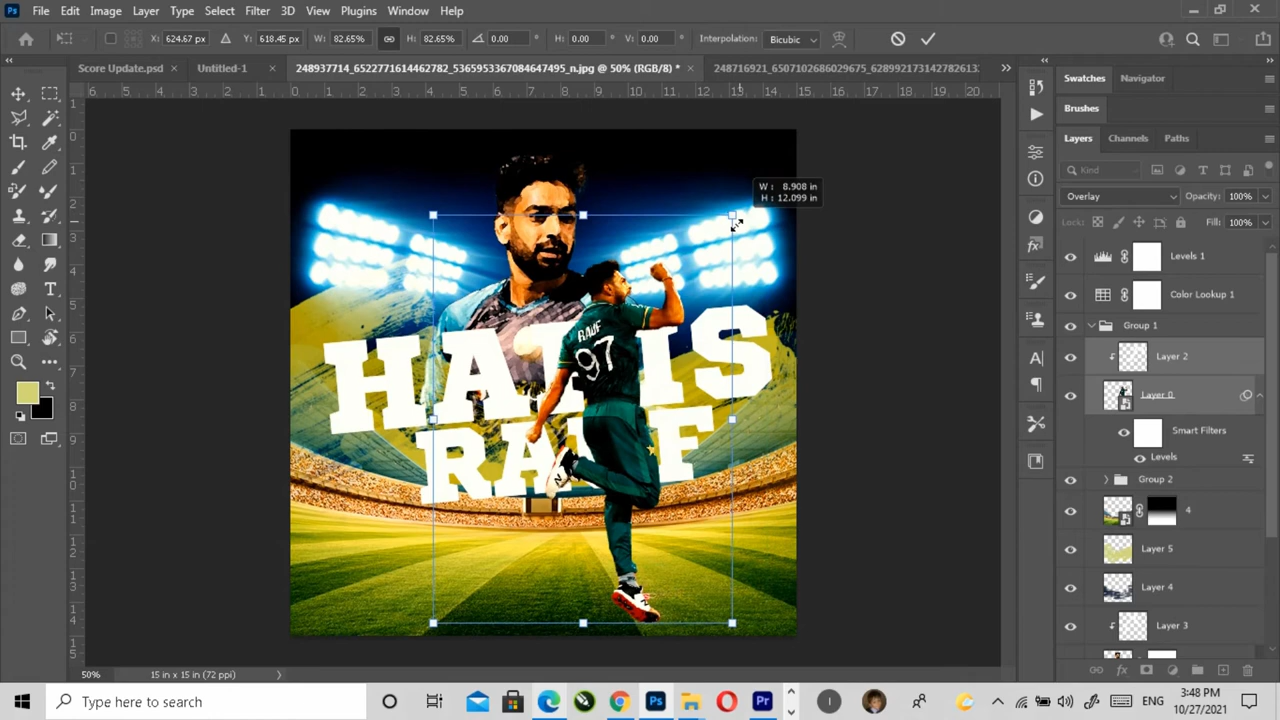 Ps File Edit Image Layer Type Select Filter 3D View Plugins Window Help
X: 624.67 px Y: 618.45 px W: 82.65% H: 82.65% 0.00 ° H: 0.00 ° V: 0.00 ° Interpolation: Bicubic
Score Update.psd × Untitled-1 × 248937714_6522771614462782_5365953367084647495_n.jpg @ 50% (RGB/8) * × 248716921_6507102686029675_628992173142782613
Swatches Navigator
Brushes
Layers Channels Paths
Kind
Overlay Opacity: 100%
Lock: Fill: 100%
W: 8.908 in
H: 12.099 in
Levels 1
Color Lookup 1
Group 1
Layer 2
Layer 0
Smart Filters
Levels
Group 2
4
Layer 5
Layer 4
Layer 3
RAUF
97
50% 15 in x 15 in (72 ppi)
Type here to search
Ps Pr ENG 3:48 PM
10/27/2021